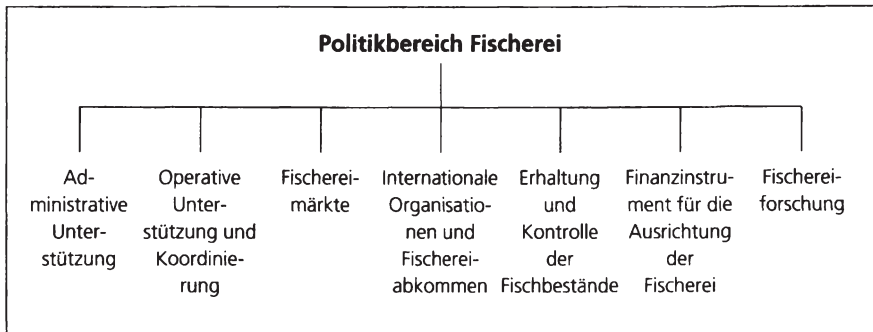 Politikbereich Fischerei
Ad-
ministrative
Unter-
stützung
Operative
Unter-
stützung und
Koordinie-
rung
Fischerei-
märkte
Internationale
Organisatio-
nen und
Fischerei-
abkommen
Erhaltung
und
Kontrolle
der
Fischbestände
Finanzinstru-
ment für die
Ausrichtung
der
Fischerei
Fischerei-
forschung